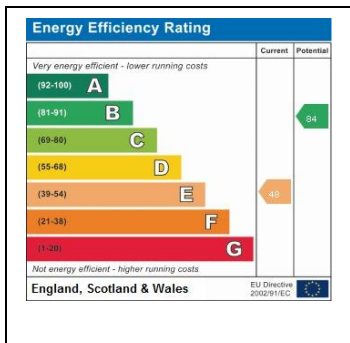 Energy Efficiency Rating
Current Potential
Very energy efficient - lower running costs
(92-100) A
(81-91) B
84
(69-80) C
(55-68) D
(39-54) E
48
(21-38) F
(1-20) G
Not energy efficient - higher running costs
England, Scotland & Wales
EU Directive
2002/91/EC